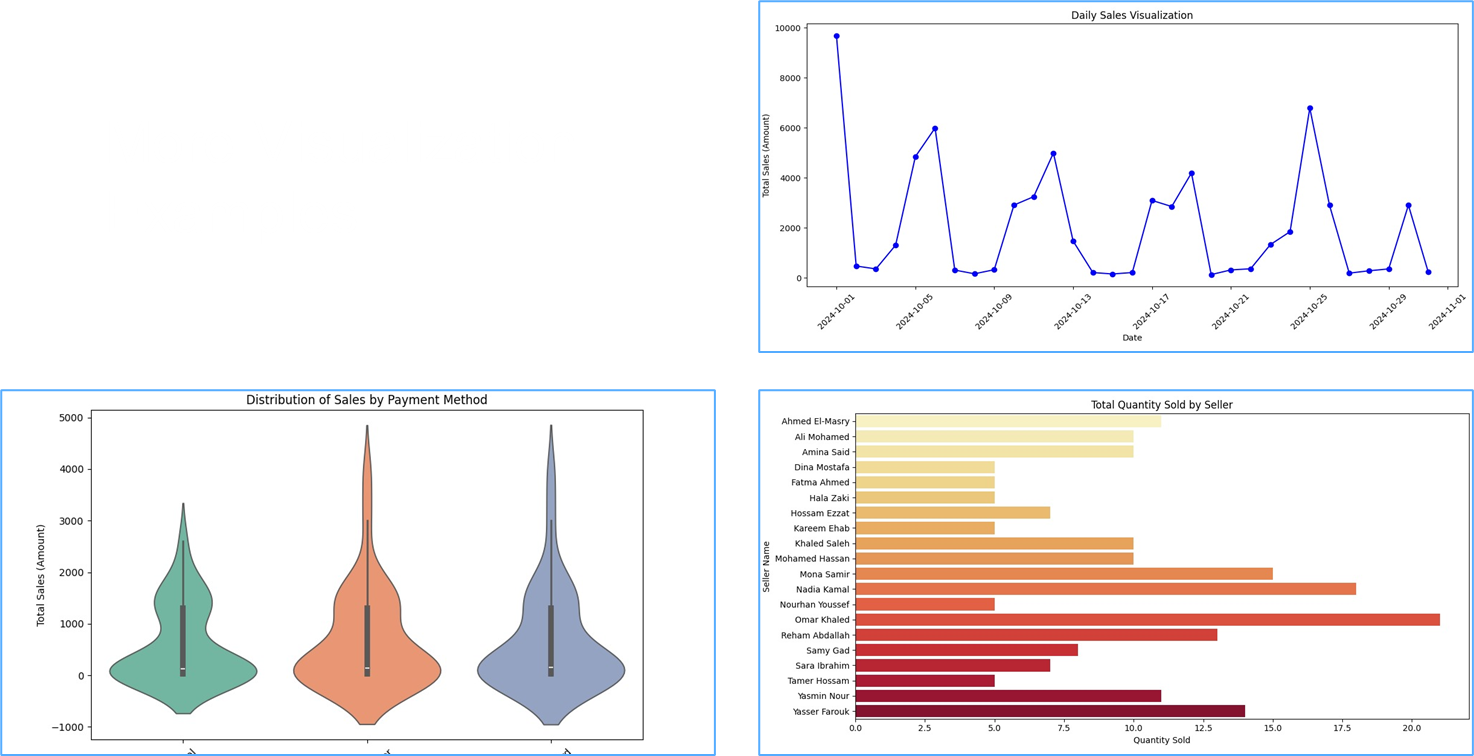 Daily Sales Visualization
Total Sales (Amount)
10000
8000
6000
4000
2000
0
2024-10-01
2024-10-05
2024-10-09
2024-10-13
2024-10-17
2024-10-21
2024-10-25
2024-10-29
2024-11-01
Date
Distribution of Sales by Payment Method
Total Sales (Amount)
5000
4000
3000
2000
1000
0
−1000
Total Quantity Sold by Seller
Seller Name
Ahmed El-Masry
Ali Mohamed
Amina Said
Dina Mostafa
Fatma Ahmed
Hala Zaki
Hossam Ezzat
Kareem Ehab
Khaled Saleh
Mohamed Hassan
Mona Samir
Nadia Kamal
Nourhan Youssef
Omar Khaled
Reham Abdallah
Samy Gad
Sara Ibrahim
Tamer Hossam
Yasmin Nour
Yasser Farouk
0.0
2.5
5.0
7.5
10.0
12.5
15.0
17.5
20.0
Quantity Sold